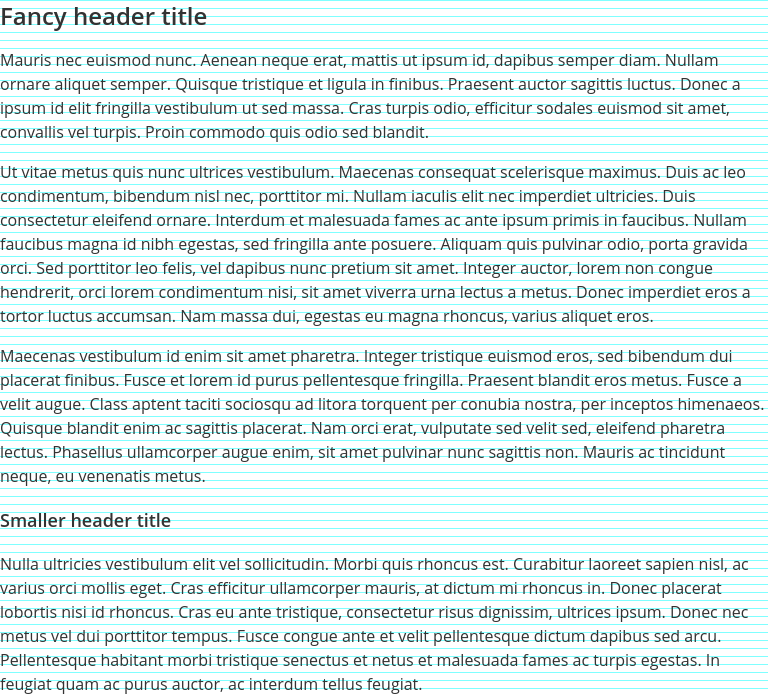 Fancy header title
Mauris nec euismod nunc. Aenean neque erat, mattis ut ipsum id, dapibus semper diam. Nullam
ornare aliquet semper. Quisque tristique et ligula in finibus. Praesent auctor sagittis luctus. Donec a
ipsum id elit fringilla vestibulum ut sed massa. Cras turpis odio, efficitur sodales euismod sit amet,
convallis vel turpis. Proin commodo quis odio sed blandit.
Ut vitae metus quis nunc ultrices vestibulum. Maecenas consequat scelerisque maximus. Duis ac leo
condimentum, bibendum nisl nec, porttitor mi. Nullam iaculis elit nec imperdiet ultricies. Duis
consectetur eleifend ornare. Interdum et malesuada fames ac ante ipsum primis in faucibus. Nullam
faucibus magna id nibh egestas, sed fringilla ante posuere. Aliquam quis pulvinar odio, porta gravida
orci. Sed porttitor leo felis, vel dapibus nunc pretium sit amet. Integer auctor, lorem non congue
hendrerit, orci lorem condimentum nisi, sit amet viverra urna lectus a metus. Donec imperdiet eros a
tortor luctus accumsan. Nam massa dui, egestas eu magna rhoncus, varius aliquet eros.
Maecenas vestibulum id enim sit amet pharetra. Integer tristique euismod eros, sed bibendum dui
placerat finibus. Fusce et lorem id purus pellentesque fringilla. Praesent blandit eros metus. Fusce a
velit augue. Class aptent taciti sociosqu ad litora torquent per conubia nostra, per inceptos himenaeos.
Quisque blandit enim ac sagittis placerat. Nam orci erat, vulputate sed velit sed, eleifend pharetra
lectus. Phasellus ullamcorper augue enim, sit amet pulvinar nunc sagittis non. Mauris ac tincidunt
neque, eu venenatis metus.
Smaller header title
Nulla ultricies vestibulum elit vel sollicitudin. Morbi quis rhoncus est. Curabitur laoreet sapien nisl, ac
varius orci mollis eget. Cras efficitur ullamcorper mauris, at dictum mi rhoncus in. Donec placerat
lobortis nisi id rhoncus. Cras eu ante tristique, consectetur risus dignissim, ultrices ipsum. Donec nec
metus vel dui porttitor tempus. Fusce congue ante et velit pellentesque dictum dapibus sed arcu.
Pellentesque habitant morbi tristique senectus et netus et malesuada fames ac turpis egestas. In
feugiat quam ac purus auctor, ac interdum tellus feugiat.